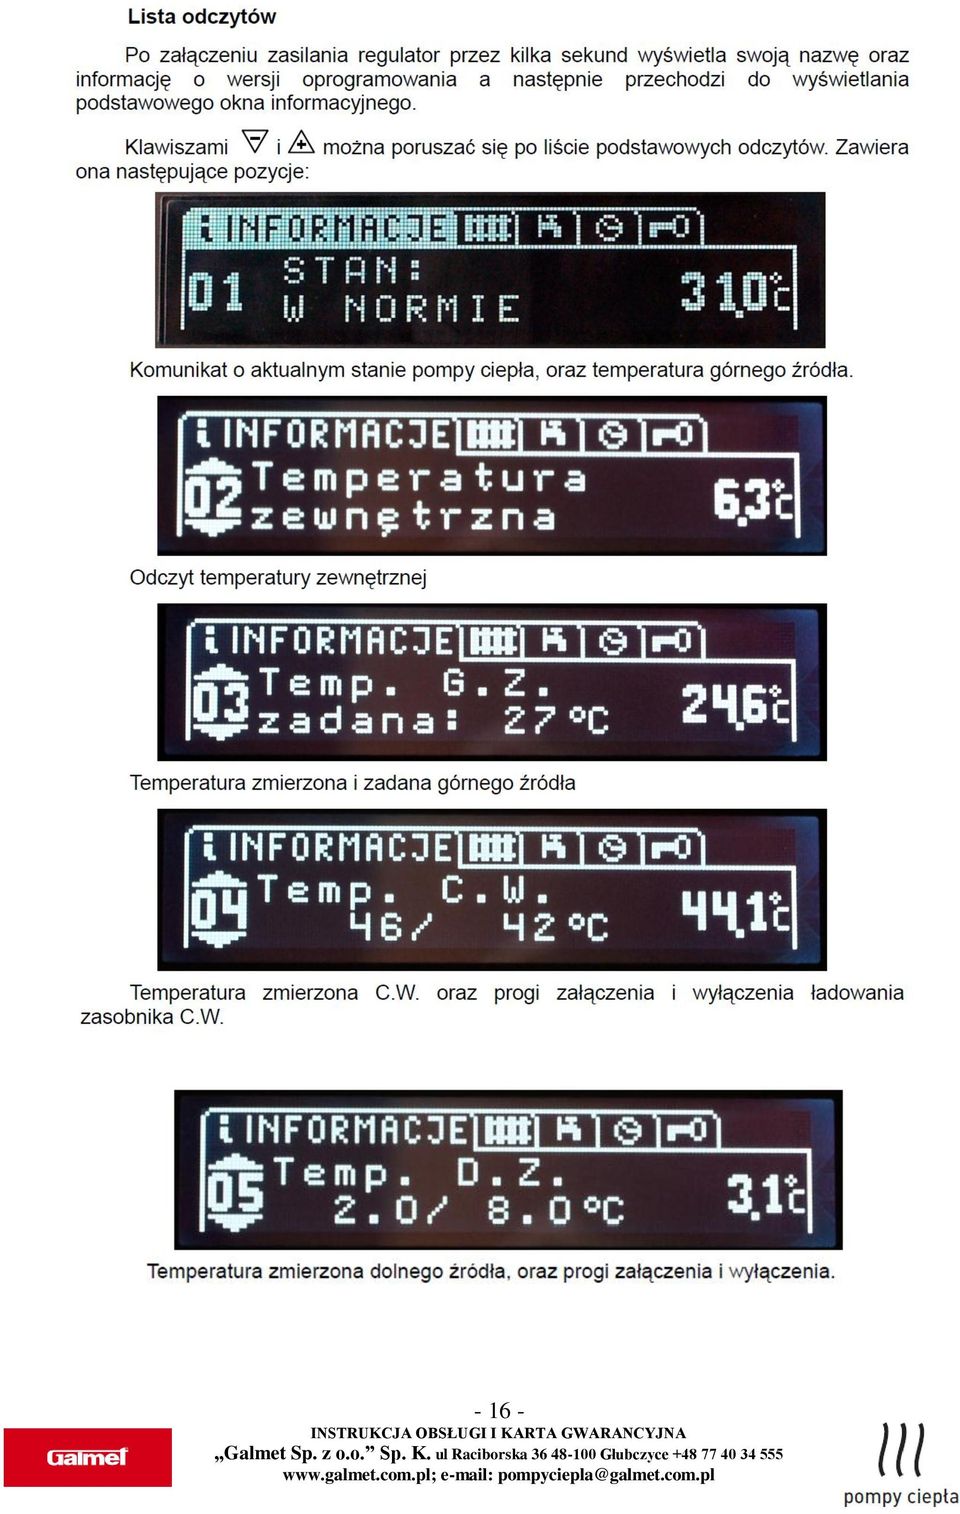 Lista odczytów
Po załączeniu zasilania regulator przez kilka sekund wyświetla swoją nazwę oraz
informację o wersji oprogramowania a następnie przechodzi do wyświetlania
podstawowego okna informacyjnego.
Klawiszami - i + można poruszać się po liście podstawowych odczytów. Zawiera
ona następujące pozycje:
i INFORMACJE
01 STAN: 31.0°C
W NORMIE
Komunikat o aktualnym stanie pompy ciepła, oraz temperatura górnego źródła.
i INFORMACJE
02 Temperatura 6.3°C
zewnętrzna
Odczyt temperatury zewnętrznej
i INFORMACJE
03 Temp. G.Z. 24.6°C
zadana: 27°C
Temperatura zmierzona i zadana górnego źródła
i INFORMACJE
04 Temp. C.W. 44.1°C
46/ 42°C
Temperatura zmierzona C.W. oraz progi załączenia i wyłączenia ładowania
zasobnika C.W.
i INFORMACJE
05 Temp. D.Z. 3.1°C
2.0/ 8.0°C
Temperatura zmierzona dolnego źródła, oraz progi załączenia i wyłączenia.
- 16 -
INSTRUKCJA OBSŁUGI I KARTA GWARANCYJNA
„Galmet Sp. z o.o.” Sp. K. ul Raciborska 36 48-100 Głubczyce +48 77 40 34 555
www.galmet.com.pl; e-mail: pompyciepla@galmet.com.pl
Galmet
pompy ciepła